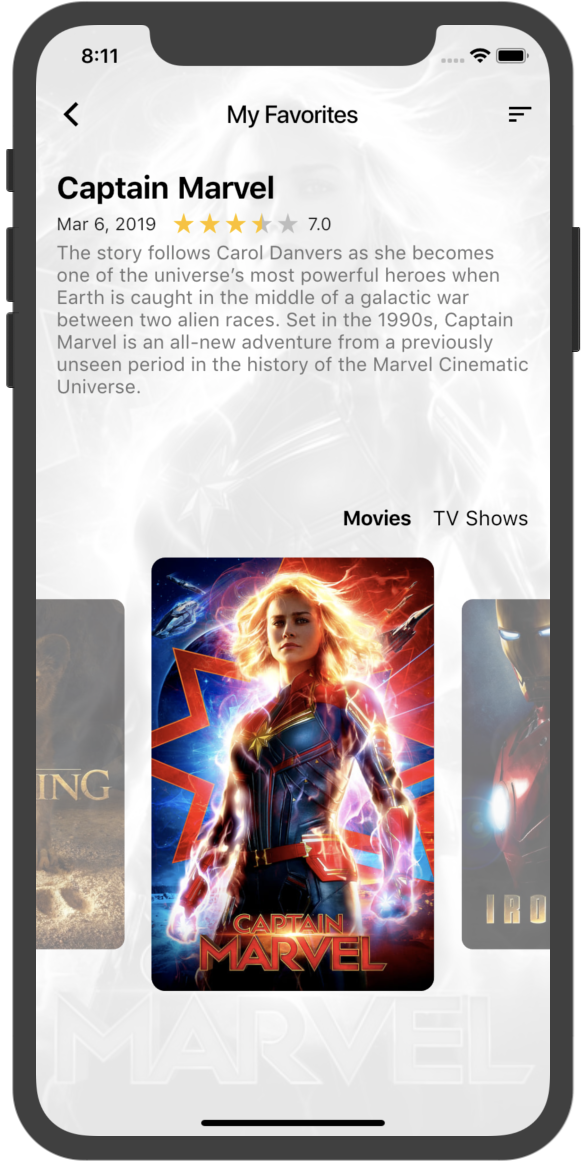 8:11
My Favorites
Captain Marvel
Mar 6, 2019 7.0
The story follows Carol Danvers as she becomes
one of the universe’s most powerful heroes when
Earth is caught in the middle of a galactic war
between two alien races. Set in the 1990s, Captain
Marvel is an all-new adventure from a previously
unseen period in the history of the Marvel Cinematic
Universe.
Movies TV Shows
ING
IRO
CAPTAIN
MARVEL
MARVEL